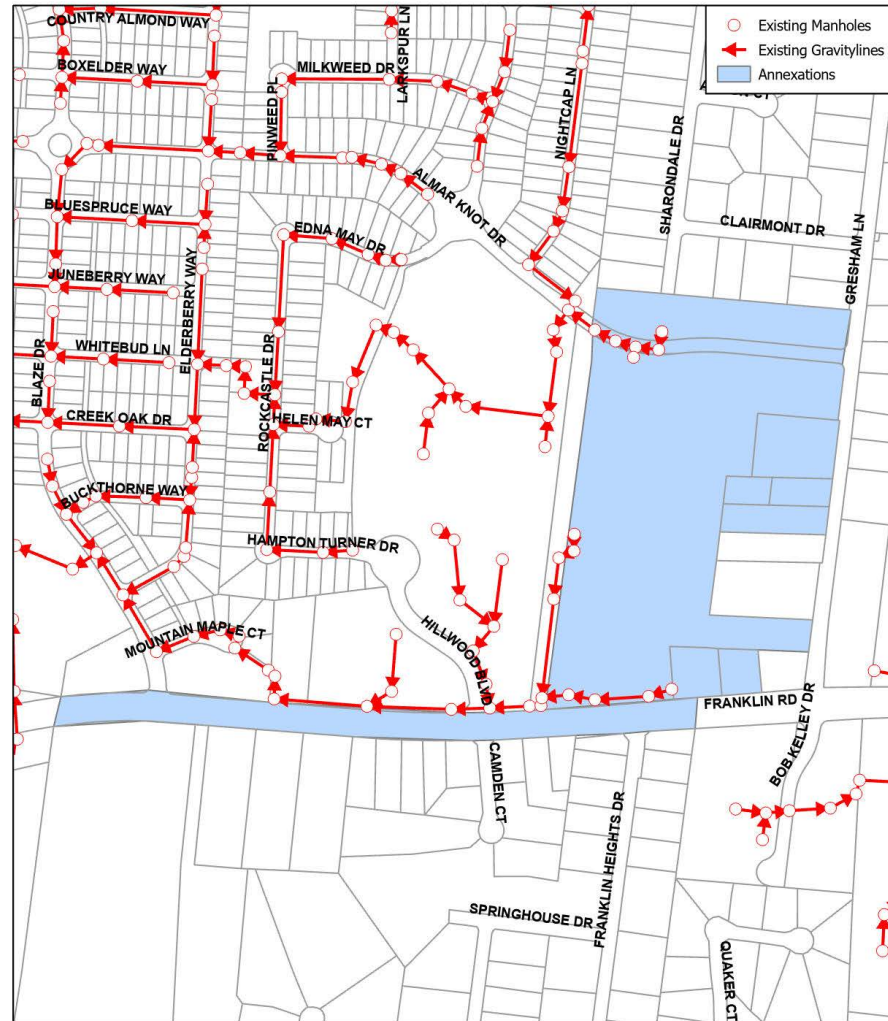 COUNTRY ALMOND WAY
BOXELDER WAY
MILKWEED DR
LARKSPUR LN
PINWEED PL
NIGHTCAP LN
Existing Manholes
Existing Gravitylines
Annexations
SHARONDALE DR
CLAIRMONT DR
GRESHAM LN
ALMAR KNOT DR
BLUESPRUCE WAY
EDNA MAY DR
JUNEBERRY WAY
ELDERBERRY WAY
WHITEBUD LN
BLAZE DR
ROCKCASTLE DR
CREEK OAK DR
HELEN MAY CT
BUCKTHORNE WAY
HAMPTON TURNER DR
MOUNTAIN MAPLE CT
HILLWOOD BLVD
FRANKLIN RD
BOB KELLEY DR
CAMDEN CT
FRANKLIN HEIGHTS DR
SPRINGHOUSE DR
QUAKER CT